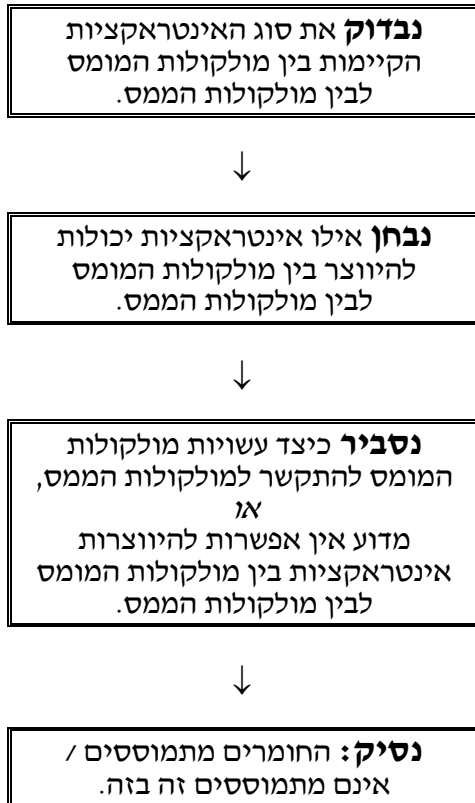 נבדוק את סוג האינטראקציות
הקיימות בין מולקולות המומס
לבין מולקולות הממס.
↓
נבחן אילו אינטראקציות יכולות
להיווצר בין מולקולות המומס
לבין מולקולות הממס.
↓
נסביר כיצד עשויות מולקולות
המומס להתקשר למולקולות הממס,
או
מדוע אין אפשרות להיווצרות
אינטראקציות בין מולקולות המומס
לבין מולקולות הממס.
↓
נסיק: החומרים מתמוססים /
אינם מתמוססים זה בזה.